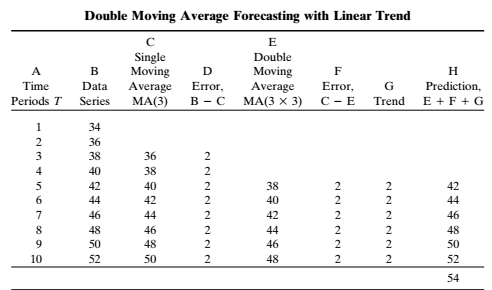 Double Moving Average Forecasting with Linear Trend
C E
Single Double
A B Moving D Moving F H
Time Data Average Error, Average Error, G Prediction,
Periods T Series MA(3) B − C MA(3 × 3) C − E Trend E + F + G
1 34
2 36
3 38 36 2
4 40 38 2
5 42 40 2 38 2 2 42
6 44 42 2 40 2 2 44
7 46 44 2 42 2 2 46
8 48 46 2 44 2 2 48
9 50 48 2 46 2 2 50
10 52 50 2 48 2 2 52
54